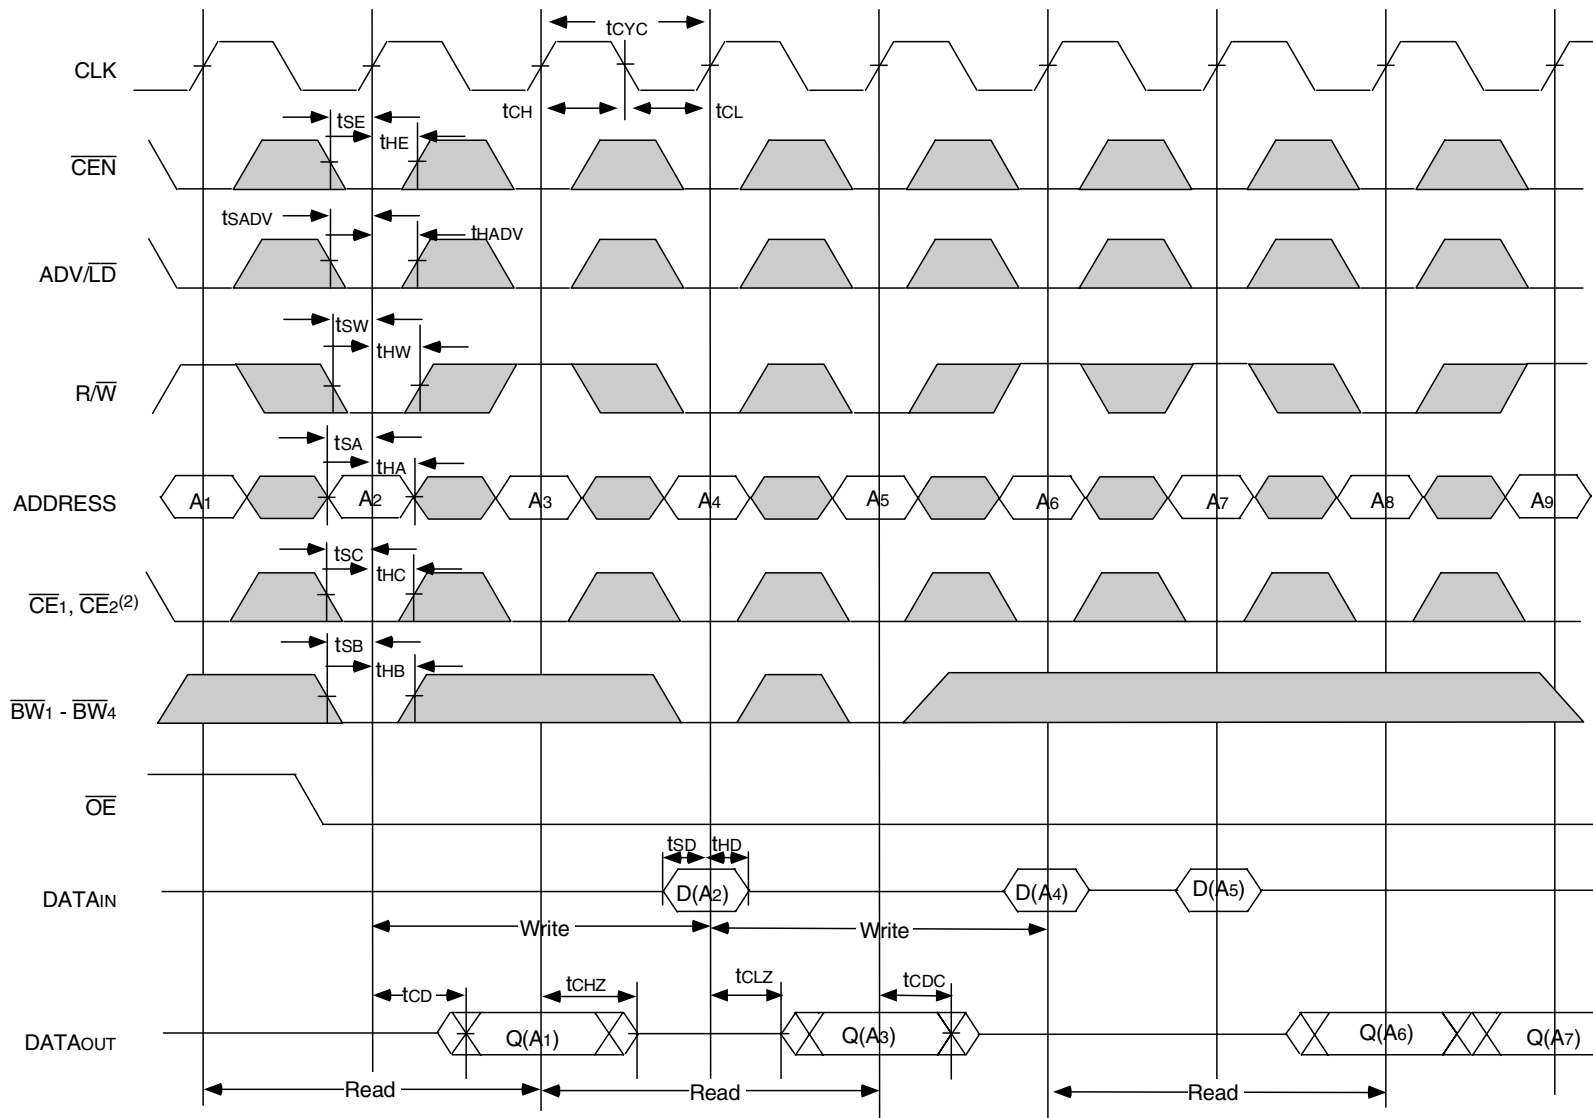 tCYC
CLK
tCH
tCL
tSE
tHE
CEN
tSADV
tHADV
ADV/LD
tSW
tHW
R/W
tSA
tHA
ADDRESS
A1
A2
A3
A4
A5
A6
A7
A8
A9
tSC
tHC
CE1, CE2(2)
tSB
tHB
BW1 - BW4
OE
tSD
tHD
DATAIN
D(A2)
D(A4)
D(A5)
Write
Write
tCD
tCHZ
tCLZ
tCDC
DATAOUT
Q(A1)
Q(A3)
Q(A6)
Q(A7)
Read
Read
Read